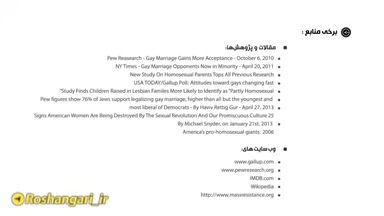 برخی منابع :
مقالات و پژوهش‌ها:
Pew Reasearch - Gay Marriage Gains More Acceptance - October 6, 2010
NY Times - Gay Marriage Opponents Now in Minority - April 20, 2011
New Study On Homosexual Parents Tops All Previous Research
USA TODAY/Gallup Poll: Attitudes toward gays changing fast
"Study Finds Children Raised in Lesbian Familes More Likely to Identify as "Partly Homosexual
Pew figures show 76% of Jews support legalising gay marriage, higher than all but the youngest and
most liberal of Democrats - By Haviv Rettig Gur - April 27. 2013
Signs American Women Are Being Destroyed By The Sexual Revolution And Our Promiscuous Culture 25
By Michael Snyder, on January 21st, 2013
America's pro-homosexual giants: 2006
وب‌سایت‌های:
www.gallup.com
www.pewresearch.org
IMDB.com
Wikipedia
http://www.massresistance.org
Roshangari_ir